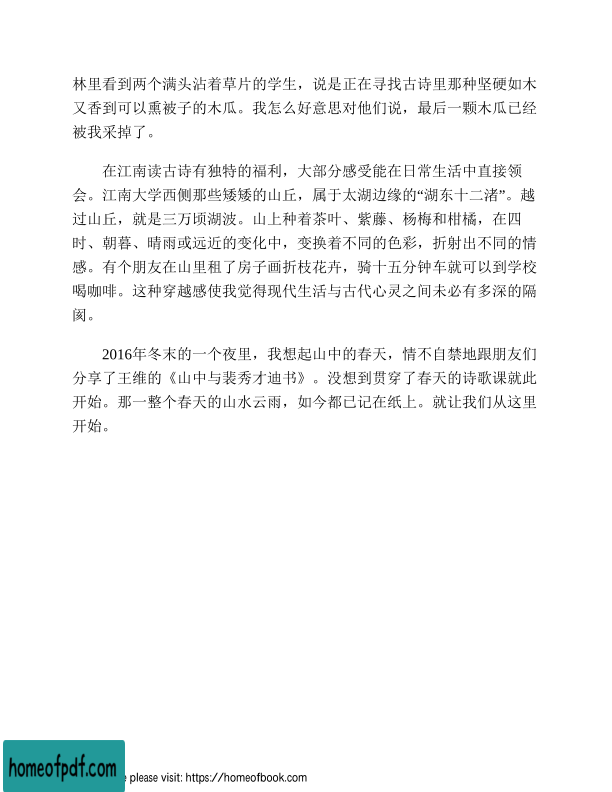 林里看到两个满头沾着草片的学生，说是正在寻找古诗里那种坚硬如木
又香到可以熏被子的木瓜。我怎么好意思对他们说，最后一颗木瓜已经
被我采掉了。
在江南读古诗有独特的福利，大部分感受能在日常生活中直接领
会。江南大学西侧那些矮矮的山丘，属于太湖边缘的“湖东十二渚”。越
过山丘，就是三万顷湖波。山上种着茶叶、紫藤、杨梅和柑橘，在四
时、朝暮、晴雨或远近的变化中，变换着不同的色彩，折射出不同的情
感。有个朋友在山里租了房子画折枝花卉，骑十五分钟车就可以到学校
喝咖啡。这种穿越感使我觉得现代生活与古代心灵之间未必有多深的隔
阂。
2016年冬末的一个夜里，我想起山中的春天，情不自禁地跟朋友们
分享了王维的《山中与裴秀才迪书》。没想到贯穿了春天的诗歌课就此
开始。那一整个春天的山水云雨，如今都已记在纸上。就让我们从这里
开始。
homeofpdf.com
e please visit: https://homeofbook.com